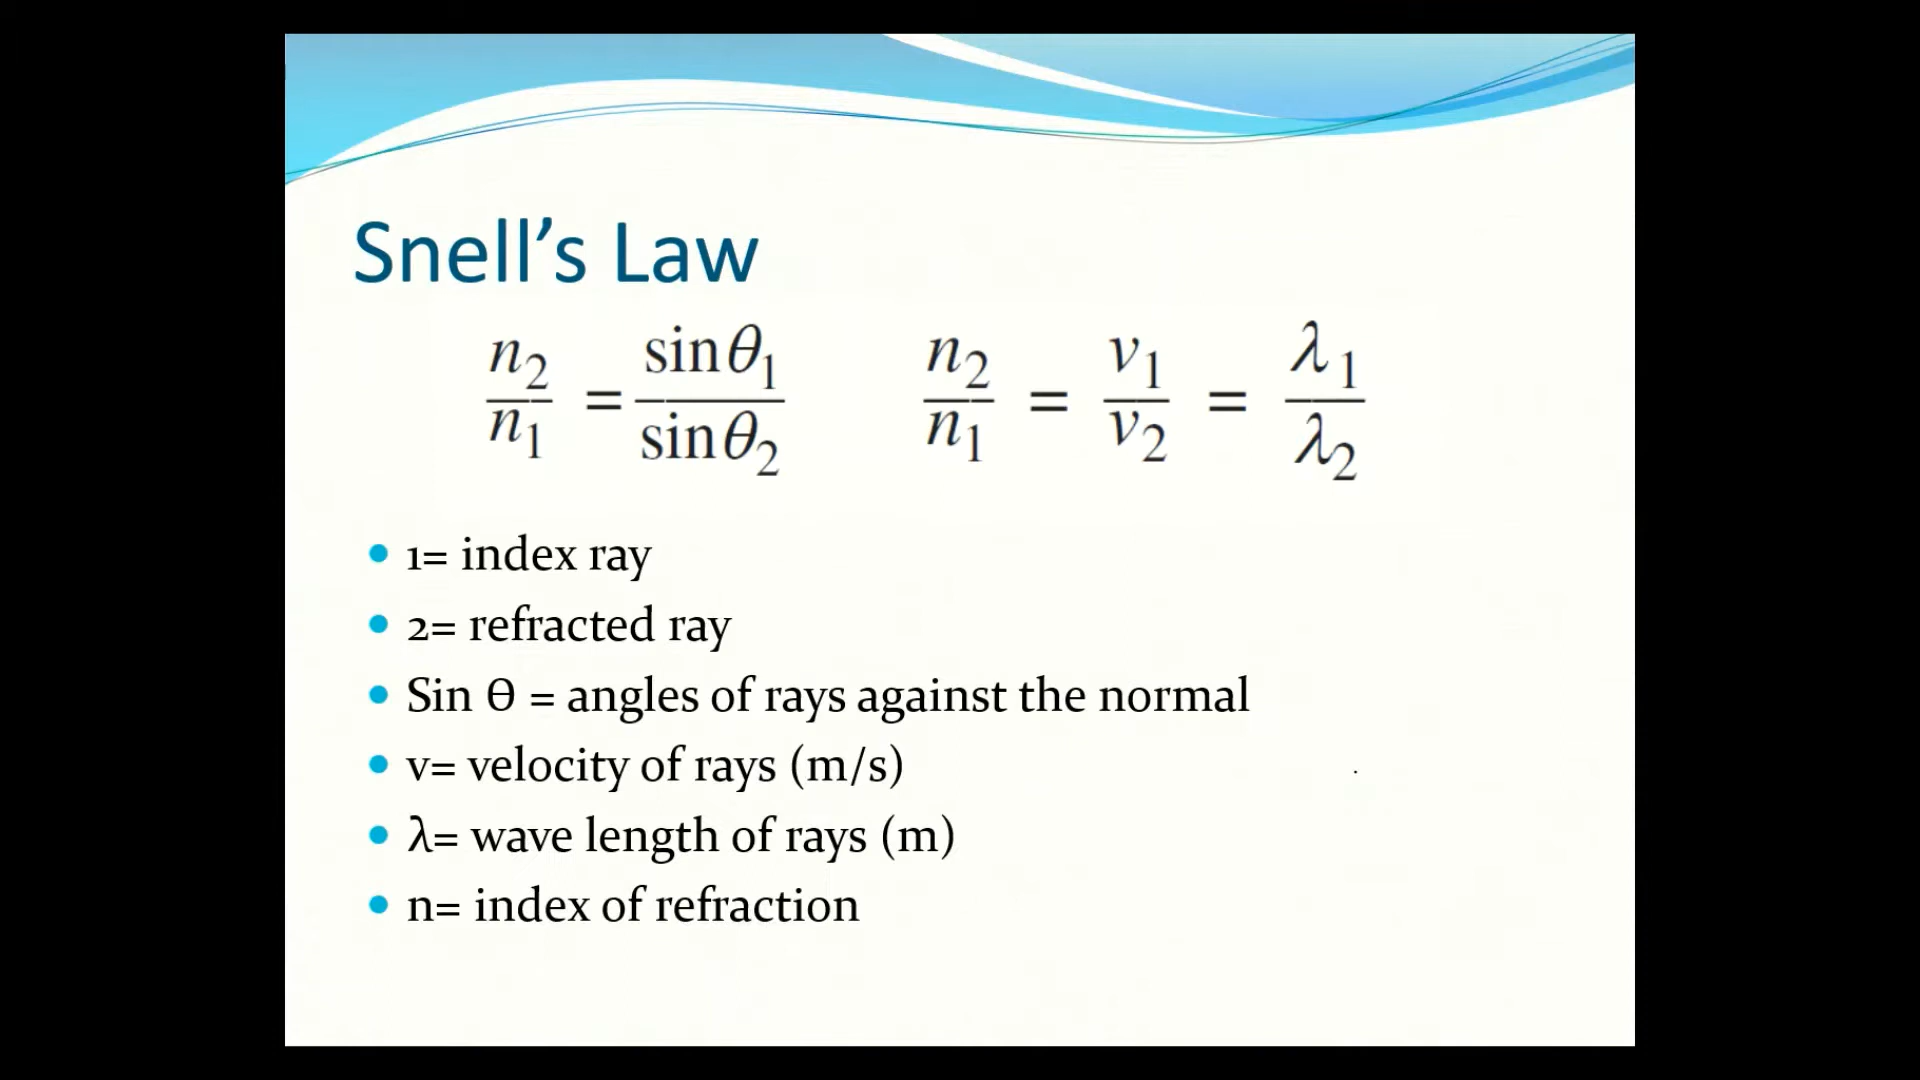 Snell’s Law
n₂/n₁ = sinθ₁/sinθ₂   n₂/n₁ = v₁/v₂ = λ₁/λ₂
1= index ray
2= refracted ray
Sin Θ = angles of rays against the normal
v= velocity of rays (m/s)
λ= wave length of rays (m)
n= index of refraction